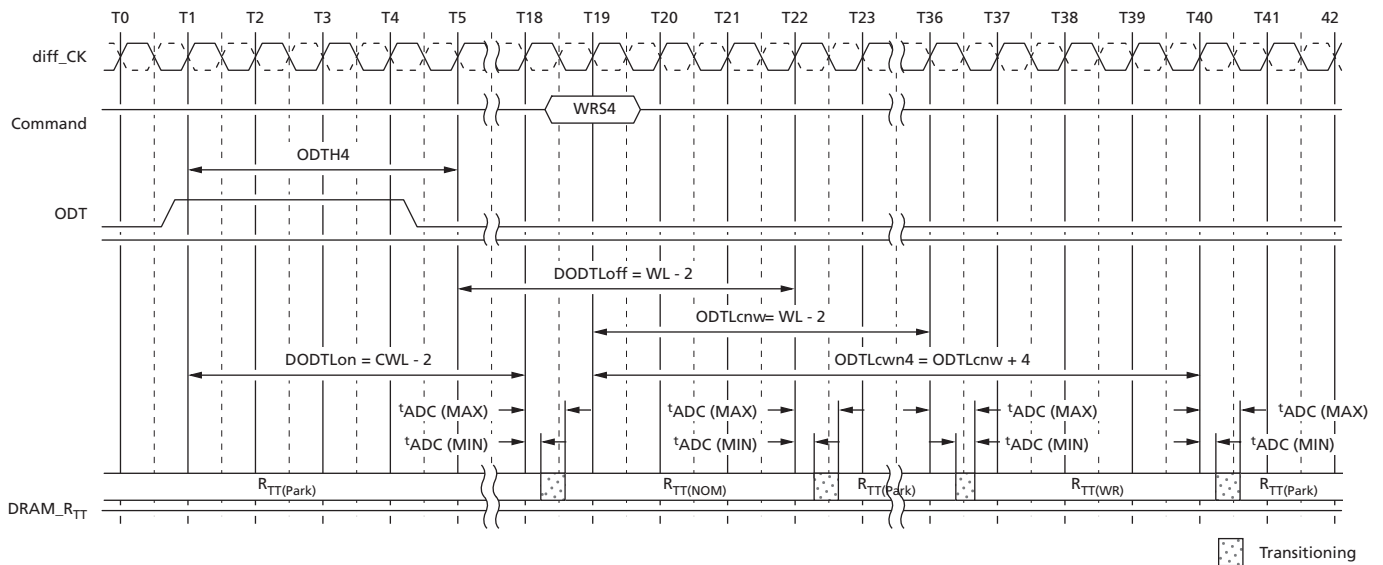 T0 T1 T2 T3 T4 T5 T18 T19 T20 T21 T22 T23 T36 T37 T38 T39 T40 T41 42
diff_CK
WRS4
Command
ODTH4
ODT
DODTLoff = WL - 2
ODTLcnw= WL - 2
DODTLon = CWL - 2 ODTLcwn4 = ODTLcnw + 4
tADC (MAX) tADC (MAX) tADC (MAX) tADC (MAX)
tADC (MIN) tADC (MIN) tADC (MIN) tADC (MIN)
RTT(Park) RTT(NOM) RTT(Park) RTT(WR) RTT(Park)
DRAM_RTT
Transitioning